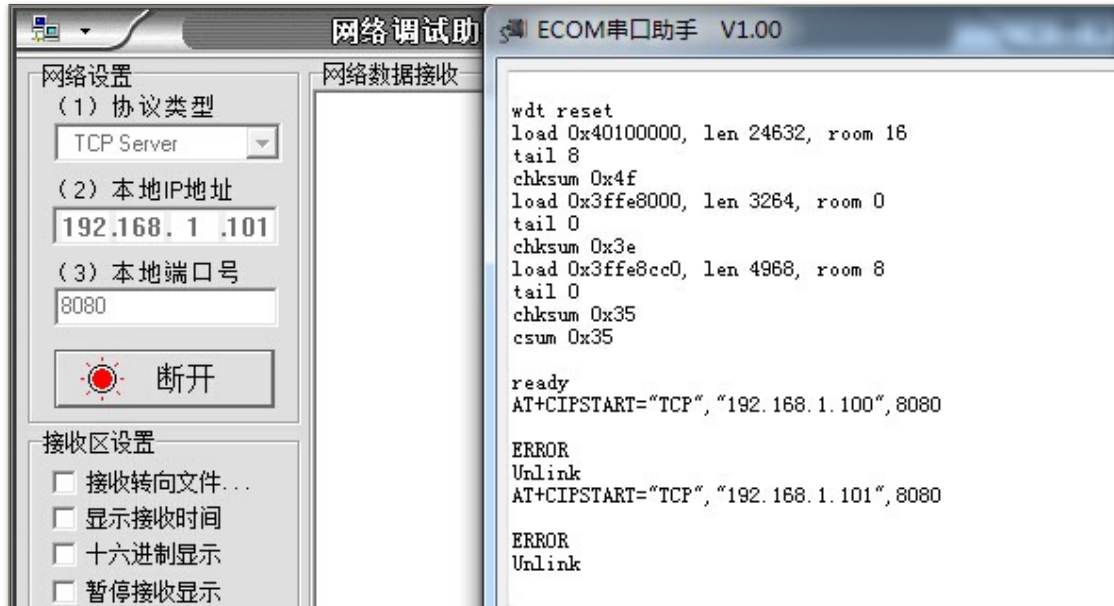 网络调试助
网络设置
(1) 协议类型
TCP Server
(2) 本地IP地址
192.168. 1 .101
(3) 本地端口号
8080
断开
接收区设置
接收转向文件...
显示接收时间
十六进制显示
暂停接收显示
网络数据接收
ECOM串口助手 V1.00
wdt reset
load 0x40100000, len 24632, room 16
tail 8
chksum 0x4f
load 0x3ffe8000, len 3264, room 0
tail 0
chksum 0x3e
load 0x3ffe8cc0, len 4968, room 8
tail 0
chksum 0x35
csum 0x35
ready
AT+CIPSTART="TCP","192.168.1.100",8080
ERROR
Unlink
AT+CIPSTART="TCP","192.168.1.101",8080
ERROR
Unlink